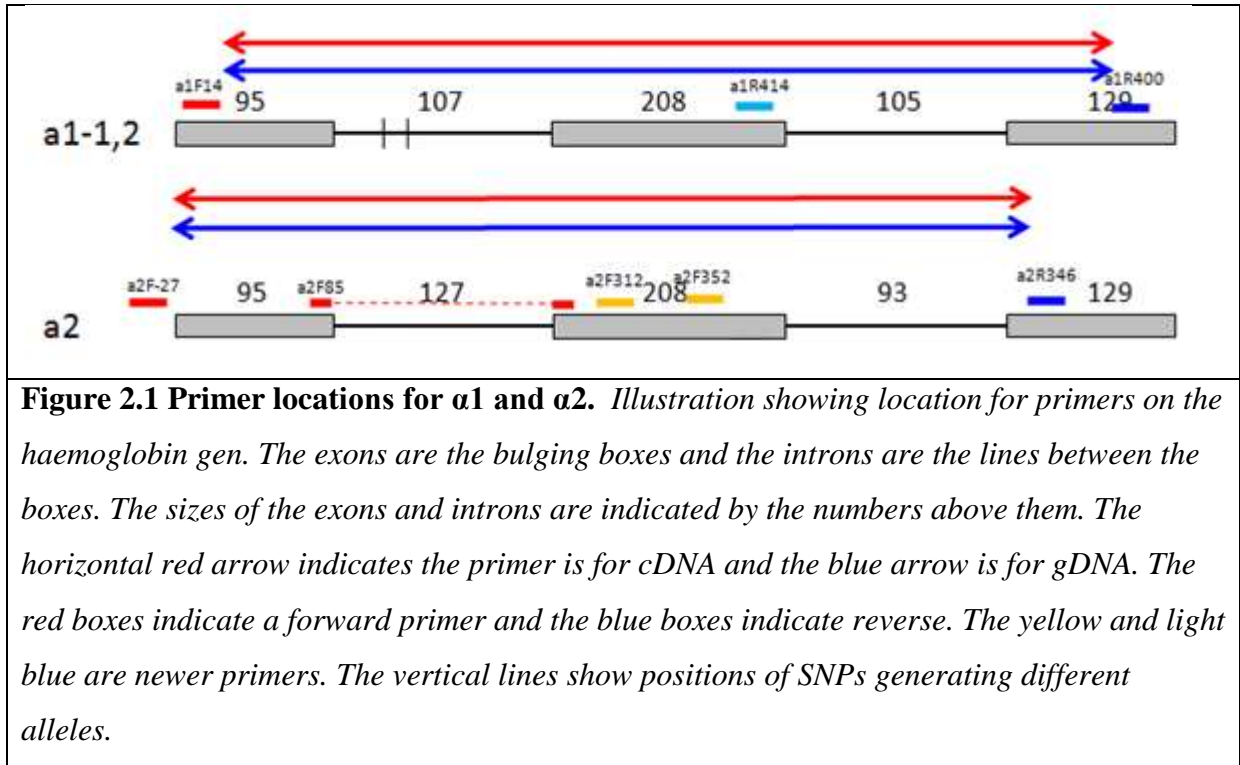 a1F14 95 107 208 a1R414 105 129 a1R400
a1-1,2
a2F-27 95 a2F85 127 a2F312 208 a2F352 93 a2R346 129
a2
Figure 2.1 Primer locations for α1 and α2. Illustration showing location for primers on the
haemoglobin gen. The exons are the bulging boxes and the introns are the lines between the
boxes. The sizes of the exons and introns are indicated by the numbers above them. The
horizontal red arrow indicates the primer is for cDNA and the blue arrow is for gDNA. The
red boxes indicate a forward primer and the blue boxes indicate reverse. The yellow and light
blue are newer primers. The vertical lines show positions of SNPs generating different
alleles.